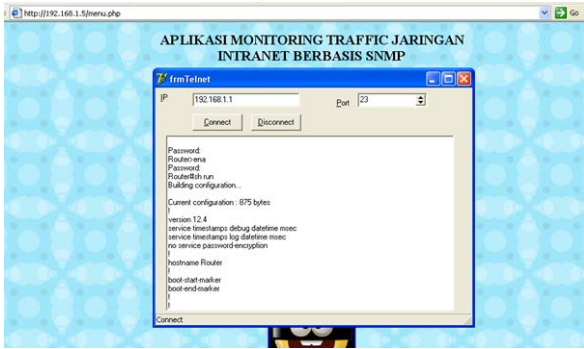 http://192.168.1.5/menu.php
Go
APLIKASI MONITORING TRAFFIC JARINGAN
INTRANET BERBASIS SNMP
frmTelnet
IP 192.168.1.1 Port 23
Connect Disconnect
Password:
Router>ena
Password:
Router#sh run
Building configuration...
Current configuration : 875 bytes
!
version 12.4
service timestamps debug datetime msec
service timestamps log datetime msec
no service password-encryption
!
hostname Router
!
boot-start-marker
boot-end-marker
!
!
Connect